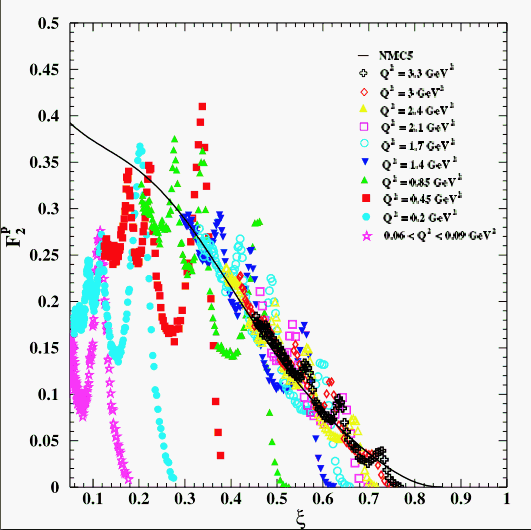 0.5
0.45
0.4
0.35
0.3
0.25
0.2
0.15
0.1
0.05
0
F₂ᵖ
NMC5
Q² = 3.3 GeV²
Q² = 3 GeV²
Q² = 2.4 GeV²
Q² = 2.1 GeV²
Q² = 1.7 GeV²
Q² = 1.4 GeV²
Q² = 0.85 GeV²
Q² = 0.45 GeV²
Q² = 0.2 GeV²
0.06 < Q² < 0.09 GeV²
0.1 0.2 0.3 0.4 0.5 0.6 0.7 0.8 0.9 1
ξ